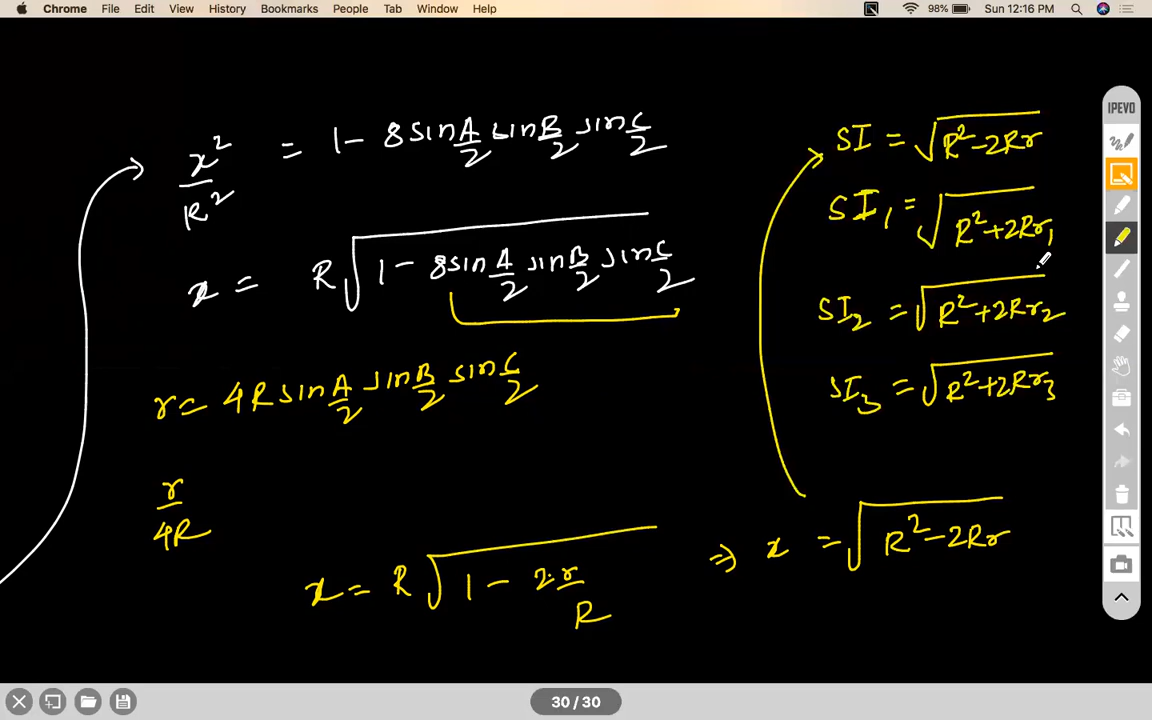 Chrome File Edit View History Bookmarks People Tab Window Help 98% Sun 12:16 PM
IPEVO
x²/R² = 1 - 8 sin A/2 sin B/2 sin C/2
x = R√(1 - 8 sin A/2 sin B/2 sin C/2)
r = 4R sin A/2 sin B/2 sin C/2
r/4R
x = R√(1 - 2·r/R)
⇒ x = √(R² - 2Rr)
SI = √(R² - 2Rr)
SI₁ = √(R² + 2Rr₁)
SI₂ = √(R² + 2Rr₂)
SI₃ = √(R² + 2Rr₃)
30 / 30